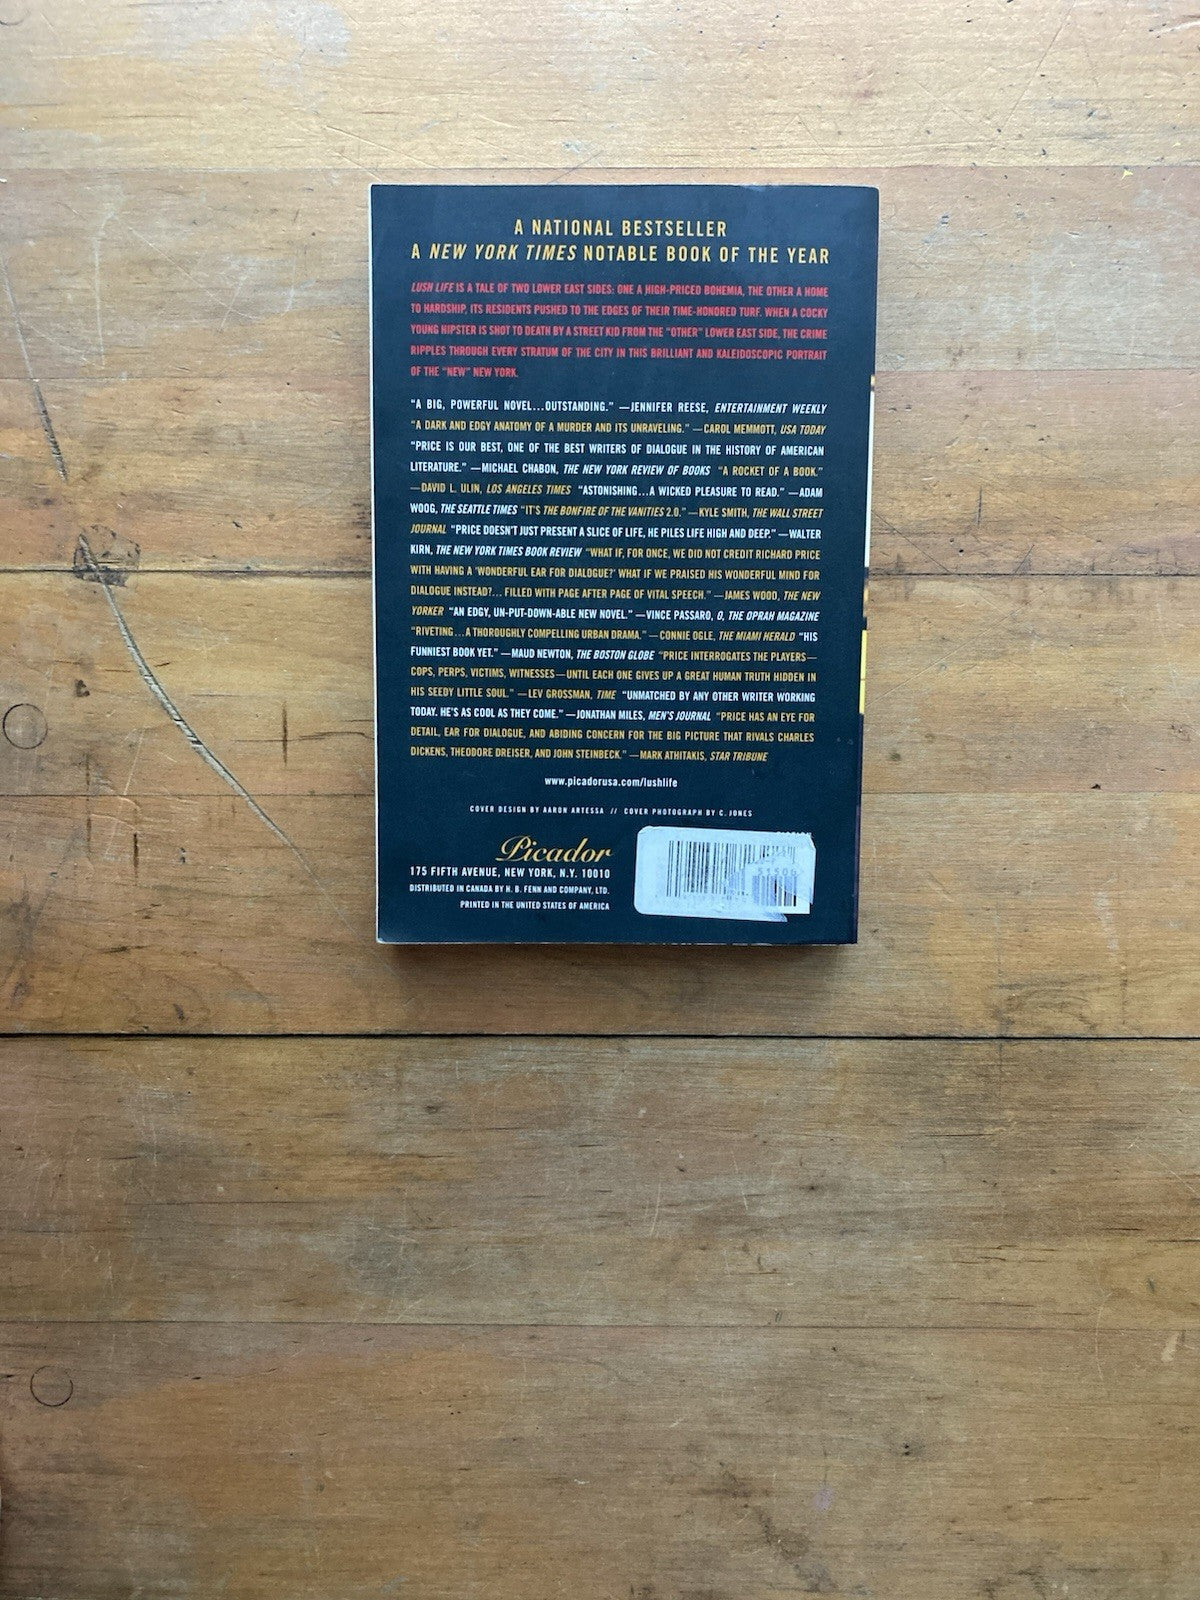 A NATIONAL BESTSELLER
A NEW YORK TIMES NOTABLE BOOK OF THE YEAR
LUSH LIFE IS A TALE OF TWO LOWER EAST SIDES: ONE A HIGH-PRICED BOHEMIA, THE OTHER A HOME
TO HARDSHIP, ITS RESIDENTS PUSHED TO THE EDGES OF THEIR TIME-HONORED TURF. WHEN A COCKY
YOUNG HIPSTER IS SHOT TO DEATH BY A STREET KID FROM THE "OTHER" LOWER EAST SIDE, THE CRIME
RIPPLES THROUGH EVERY STRATUM OF THE CITY IN THIS BRILLIANT AND KALEIDOSCOPIC PORTRAIT
OF THE "NEW" NEW YORK.
"A BIG, POWERFUL NOVEL...OUTSTANDING." —JENNIFER REESE, ENTERTAINMENT WEEKLY
"A DARK AND EDGY ANATOMY OF A MURDER AND ITS UNRAVELING." —CAROL MEMMOTT, USA TODAY
"PRICE IS OUR BEST, ONE OF THE BEST WRITERS OF DIALOGUE IN THE HISTORY OF AMERICAN
LITERATURE." —MICHAEL CHABON, THE NEW YORK REVIEW OF BOOKS "A ROCKET OF A BOOK."
—DAVID L. ULIN, LOS ANGELES TIMES "ASTONISHING...A WICKED PLEASURE TO READ." —ADAM
WOOG, THE SEATTLE TIMES "IT'S THE BONFIRE OF THE VANITIES 2.0." —KYLE SMITH, THE WALL STREET
JOURNAL "PRICE DOESN'T JUST PRESENT A SLICE OF LIFE, HE PILES LIFE HIGH AND DEEP." —WALTER
KIRN, THE NEW YORK TIMES BOOK REVIEW "WHAT IF, FOR ONCE, WE DID NOT CREDIT RICHARD PRICE
WITH HAVING A 'WONDERFUL EAR FOR DIALOGUE?' WHAT IF WE PRAISED HIS WONDERFUL MIND FOR
DIALOGUE INSTEAD?... FILLED WITH PAGE AFTER PAGE OF VITAL SPEECH." —JAMES WOOD, THE NEW
YORKER "AN EDGY, UN-PUT-DOWN-ABLE NEW NOVEL." —VINCE PASSARO, O, THE OPRAH MAGAZINE
"RIVETING...A THOROUGHLY COMPELLING URBAN DRAMA." —CONNIE OGLE, THE MIAMI HERALD "HIS
FUNNIEST BOOK YET." —MAUD NEWTON, THE BOSTON GLOBE "PRICE INTERROGATES THE PLAYERS—
COPS, PERPS, VICTIMS, WITNESSES—UNTIL EACH ONE GIVES UP A GREAT HUMAN TRUTH HIDDEN IN
HIS SEEDY LITTLE SOUL." —LEV GROSSMAN, TIME "UNMATCHED BY ANY OTHER WRITER WORKING
TODAY. HE'S AS COOL AS THEY COME." —JONATHAN MILES, MEN'S JOURNAL "PRICE HAS AN EYE FOR
DETAIL, EAR FOR DIALOGUE, AND ABIDING CONCERN FOR THE BIG PICTURE THAT RIVALS CHARLES
DICKENS, THEODORE DREISER, AND JOHN STEINBECK." —MARK ATHITAKIS, STAR TRIBUNE
www.picadorusa.com/lushlife
COVER DESIGN BY AARON ARTESSA // COVER PHOTOGRAPH BY C. JONES
Picador
175 FIFTH AVENUE, NEW YORK, N.Y. 10010
DISTRIBUTED IN CANADA BY H. B. FENN AND COMPANY, LTD.
PRINTED IN THE UNITED STATES OF AMERICA